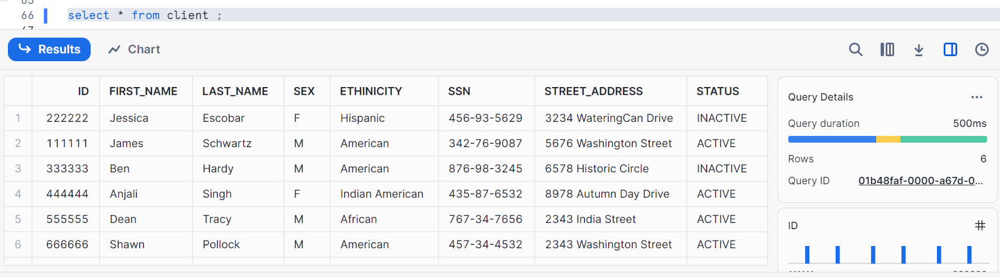 65
66 select * from client ;
67
Results Chart
ID FIRST_NAME LAST_NAME SEX ETHINICITY SSN STREET_ADDRESS STATUS
1 222222 Jessica Escobar F Hispanic 456-93-5629 3234 WateringCan Drive INACTIVE
2 111111 James Schwartz M American 342-76-9087 5676 Washington Street ACTIVE
3 333333 Ben Hardy M American 876-98-3245 6578 Historic Circle INACTIVE
4 444444 Anjali Singh F Indian American 435-87-6532 8978 Autumn Day Drive ACTIVE
5 555555 Dean Tracy M African 767-34-7656 2343 India Street ACTIVE
6 666666 Shawn Pollock M American 457-34-4532 2343 Washington Street ACTIVE
Query Details ...
Query duration 500ms
Rows 6
Query ID 01b48faf-0000-a67d-0...
ID #